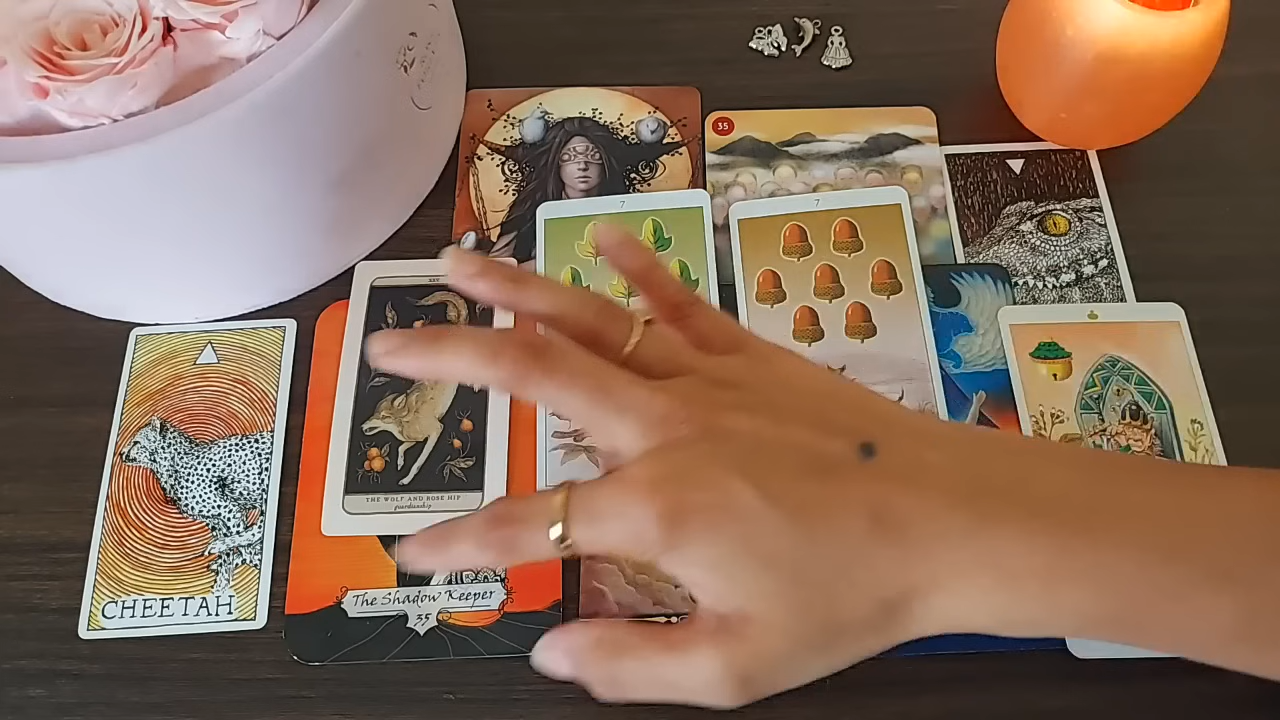 35
7
7
THE WOLF AND ROSE HIP
guardianship
CHEETAH
The Shadow Keeper
35